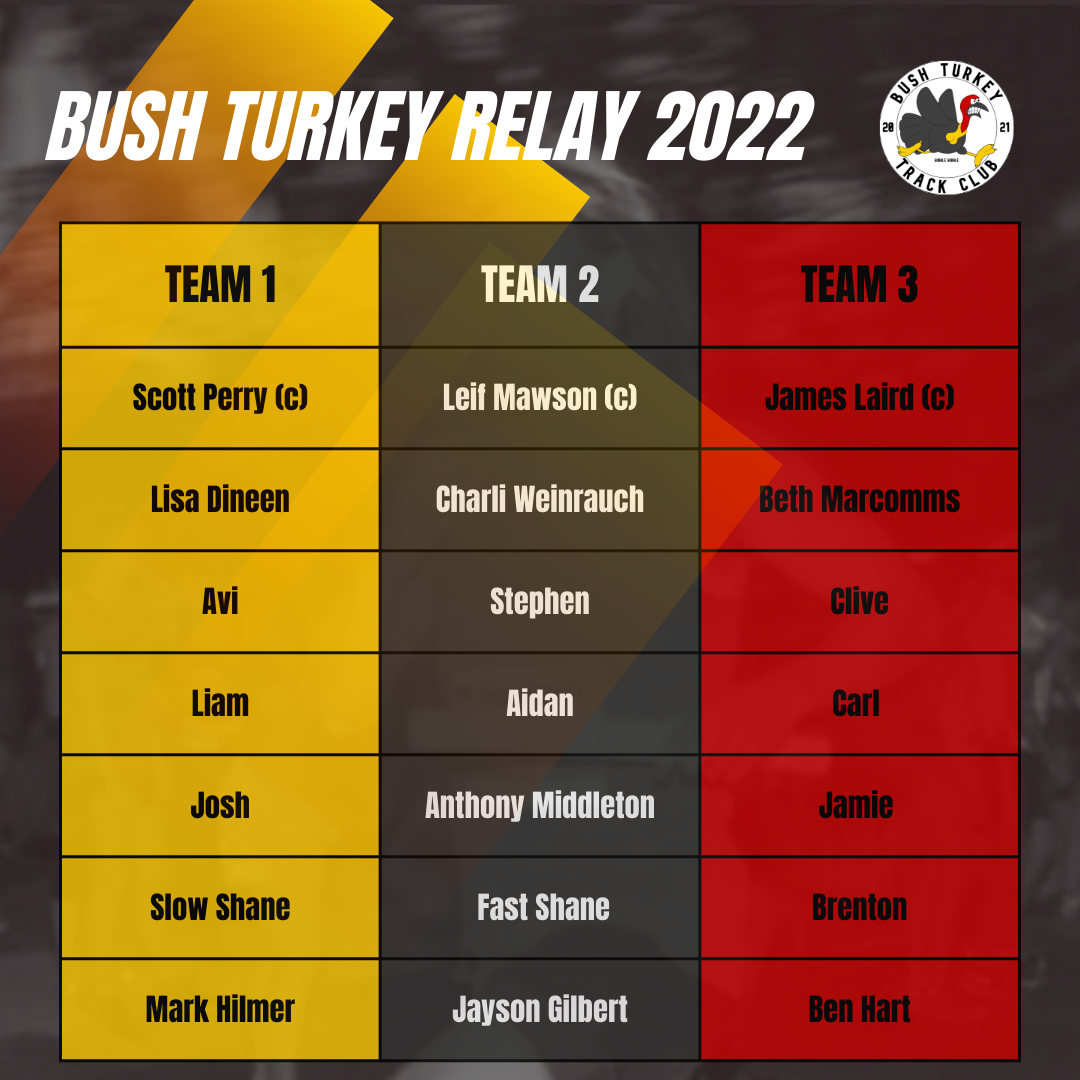 BUSH TURKEY RELAY 2022
BUSH TURKEY
20 21
GOBBLE GOBBLE
TRACK CLUB
TEAM 1 TEAM 2 TEAM 3
Scott Perry (c) Leif Mawson (c) James Laird (c)
Lisa Dineen Charli Weinrauch Beth Marcomms
Avi Stephen Clive
Liam Aidan Carl
Josh Anthony Middleton Jamie
Slow Shane Fast Shane Brenton
Mark Hilmer Jayson Gilbert Ben Hart